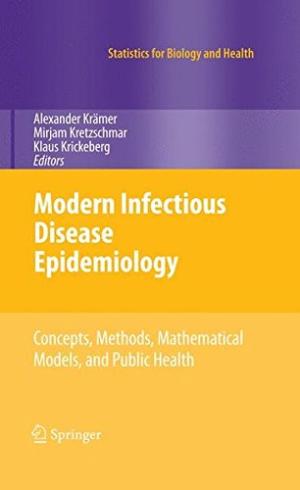 Statistics for Biology and Health
Alexander Krämer
Mirjam Kretzschmar
Klaus Krickeberg
Editors
Modern Infectious
Disease
Epidemiology
Concepts, Methods, Mathematical
Models, and Public Health
Springer